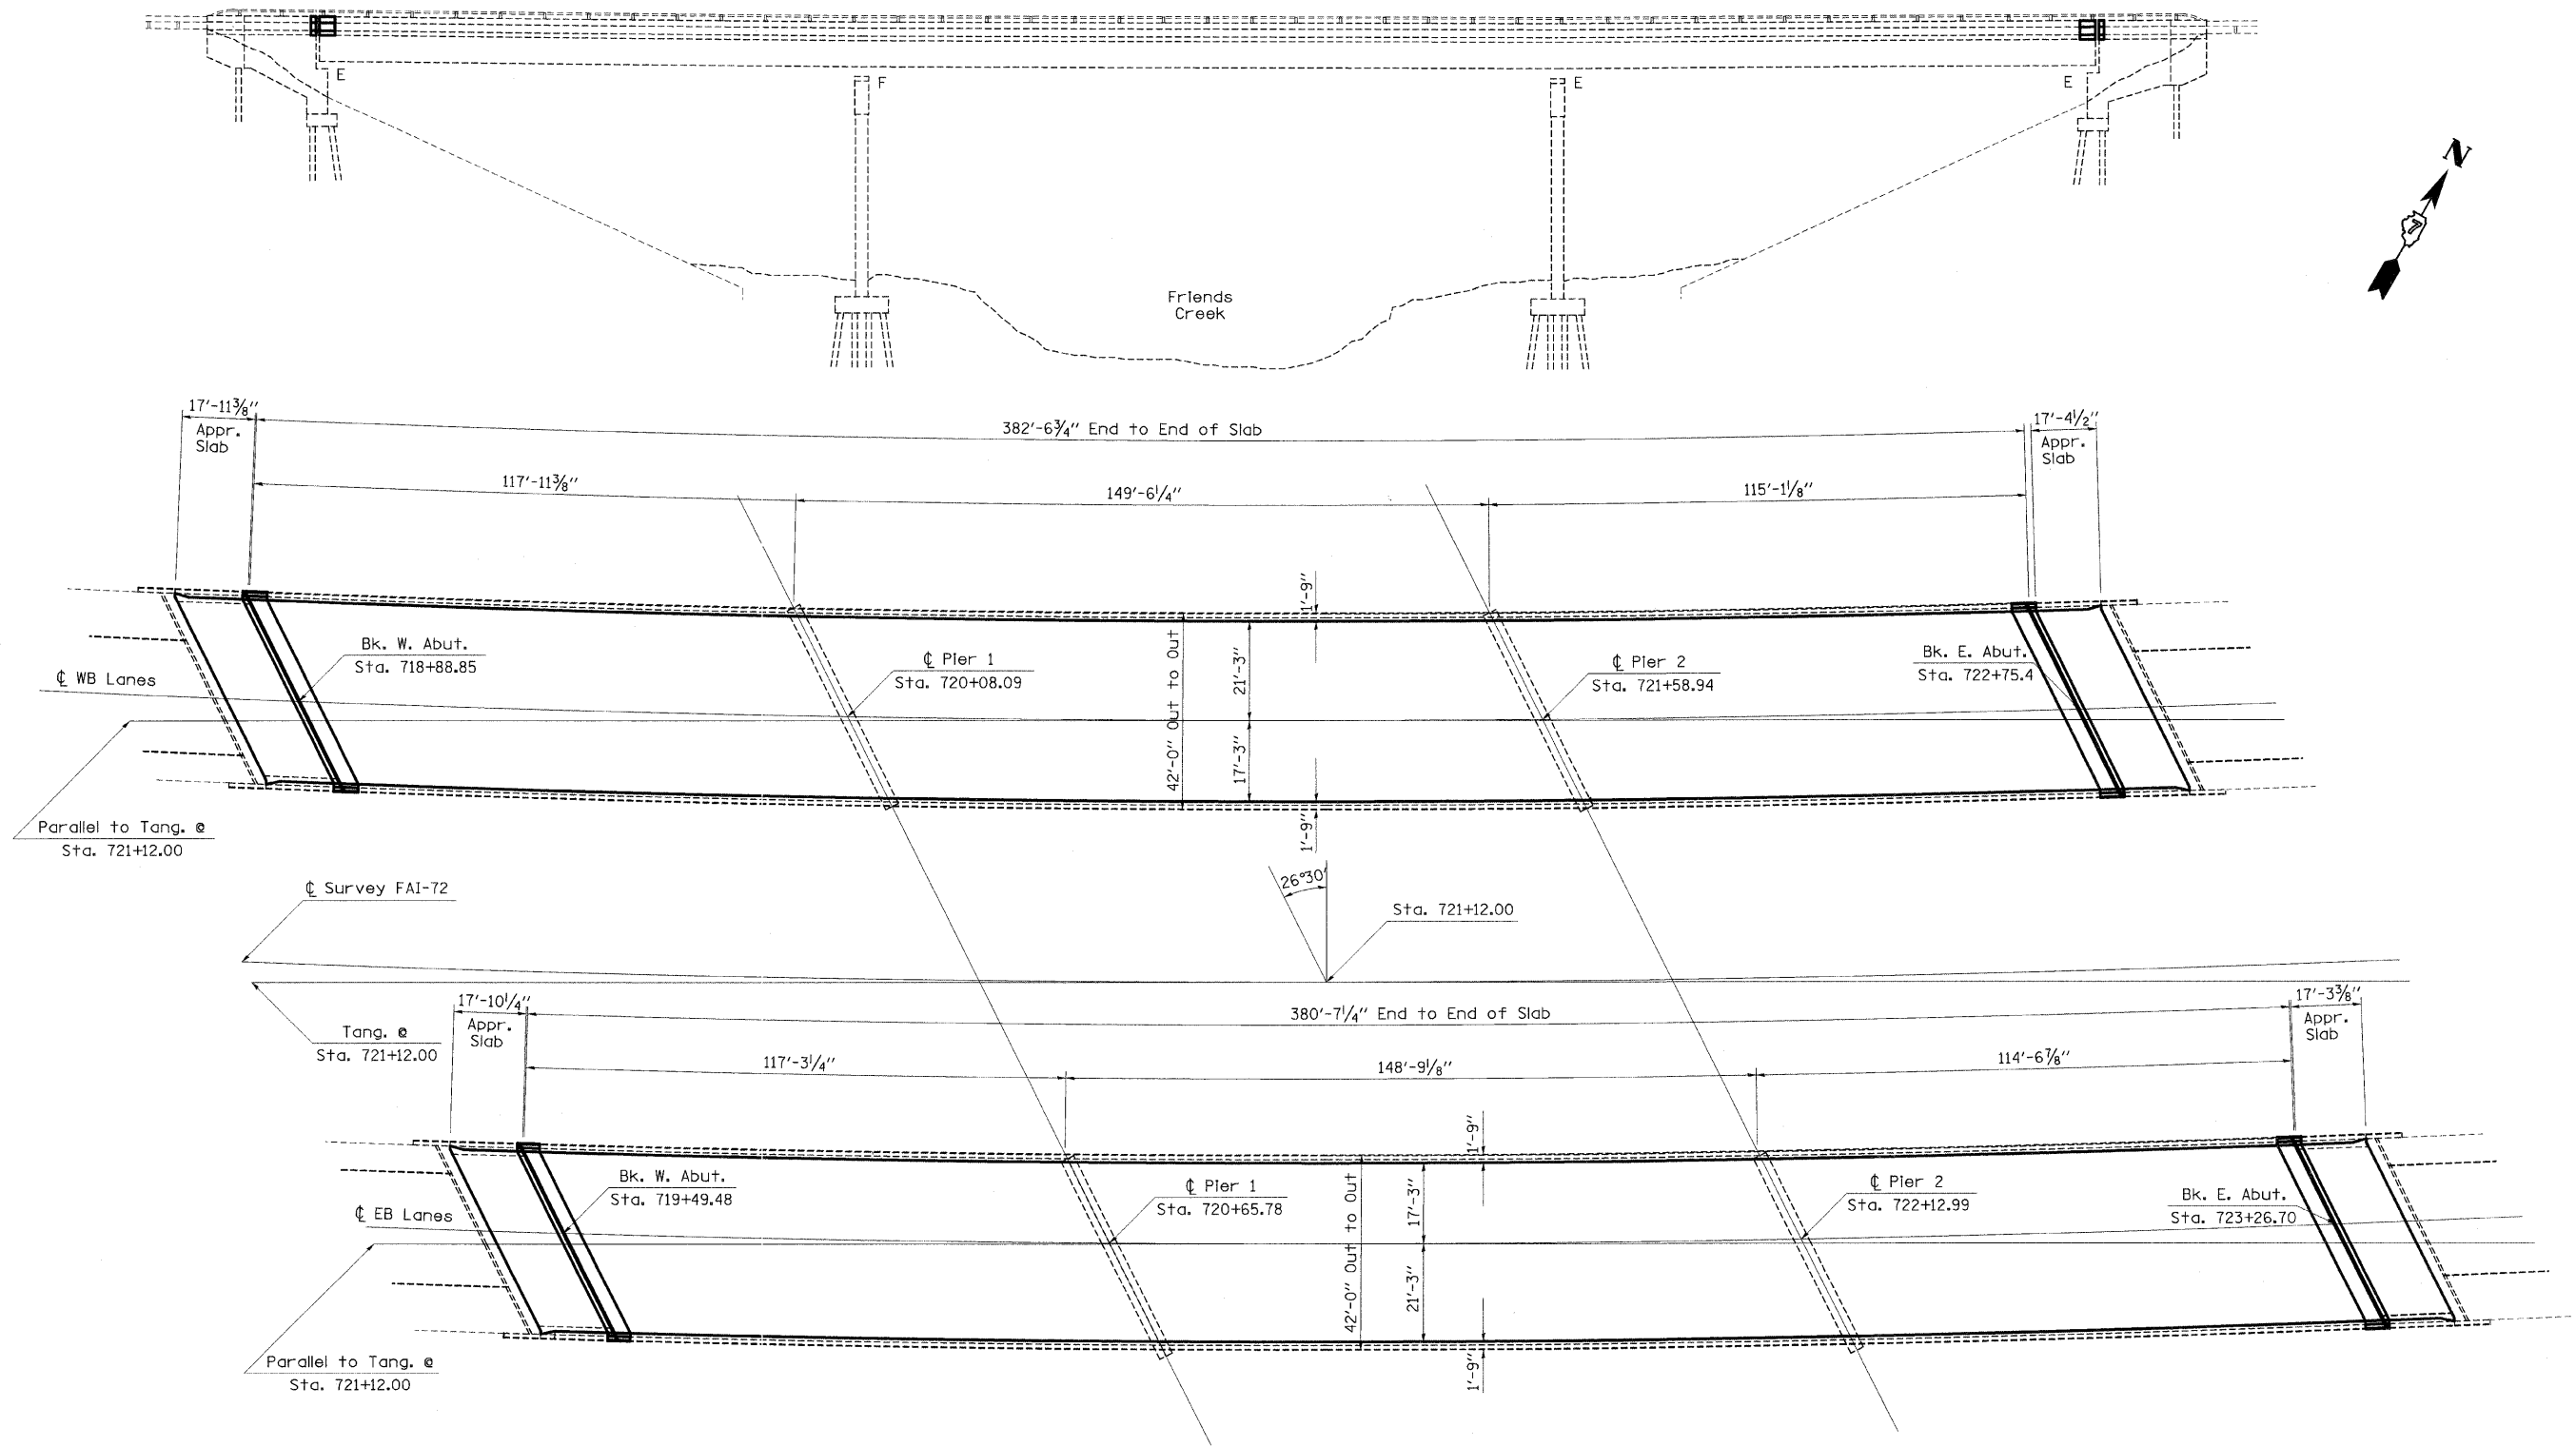 E
F
E
E
N
7
Friends
Creek
17'-11⅜"
Appr.
Slab
382'-6¾" End to End of Slab
17'-4½"
Appr.
Slab
117'-11⅜"
149'-6¼"
115'-1⅛"
1'-9"
42'-0" Out to Out
21'-3"
17'-3"
1'-9"
Bk. W. Abut.
Sta. 718+88.85
℄ Pier 1
Sta. 720+08.09
℄ Pier 2
Sta. 721+58.94
Bk. E. Abut.
Sta. 722+75.4
℄ WB Lanes
Parallel to Tang. @
Sta. 721+12.00
℄ Survey FAI-72
26°30'
Sta. 721+12.00
Tang. @
Sta. 721+12.00
17'-10¼"
Appr.
Slab
380'-7¼" End to End of Slab
17'-3⅜"
Appr.
Slab
117'-3¼"
148'-9⅛"
114'-6⅞"
1'-9"
42'-0" Out to Out
17'-3"
21'-3"
1'-9"
Bk. W. Abut.
Sta. 719+49.48
℄ Pier 1
Sta. 720+65.78
℄ Pier 2
Sta. 722+12.99
Bk. E. Abut.
Sta. 723+26.70
℄ EB Lanes
Parallel to Tang. @
Sta. 721+12.00